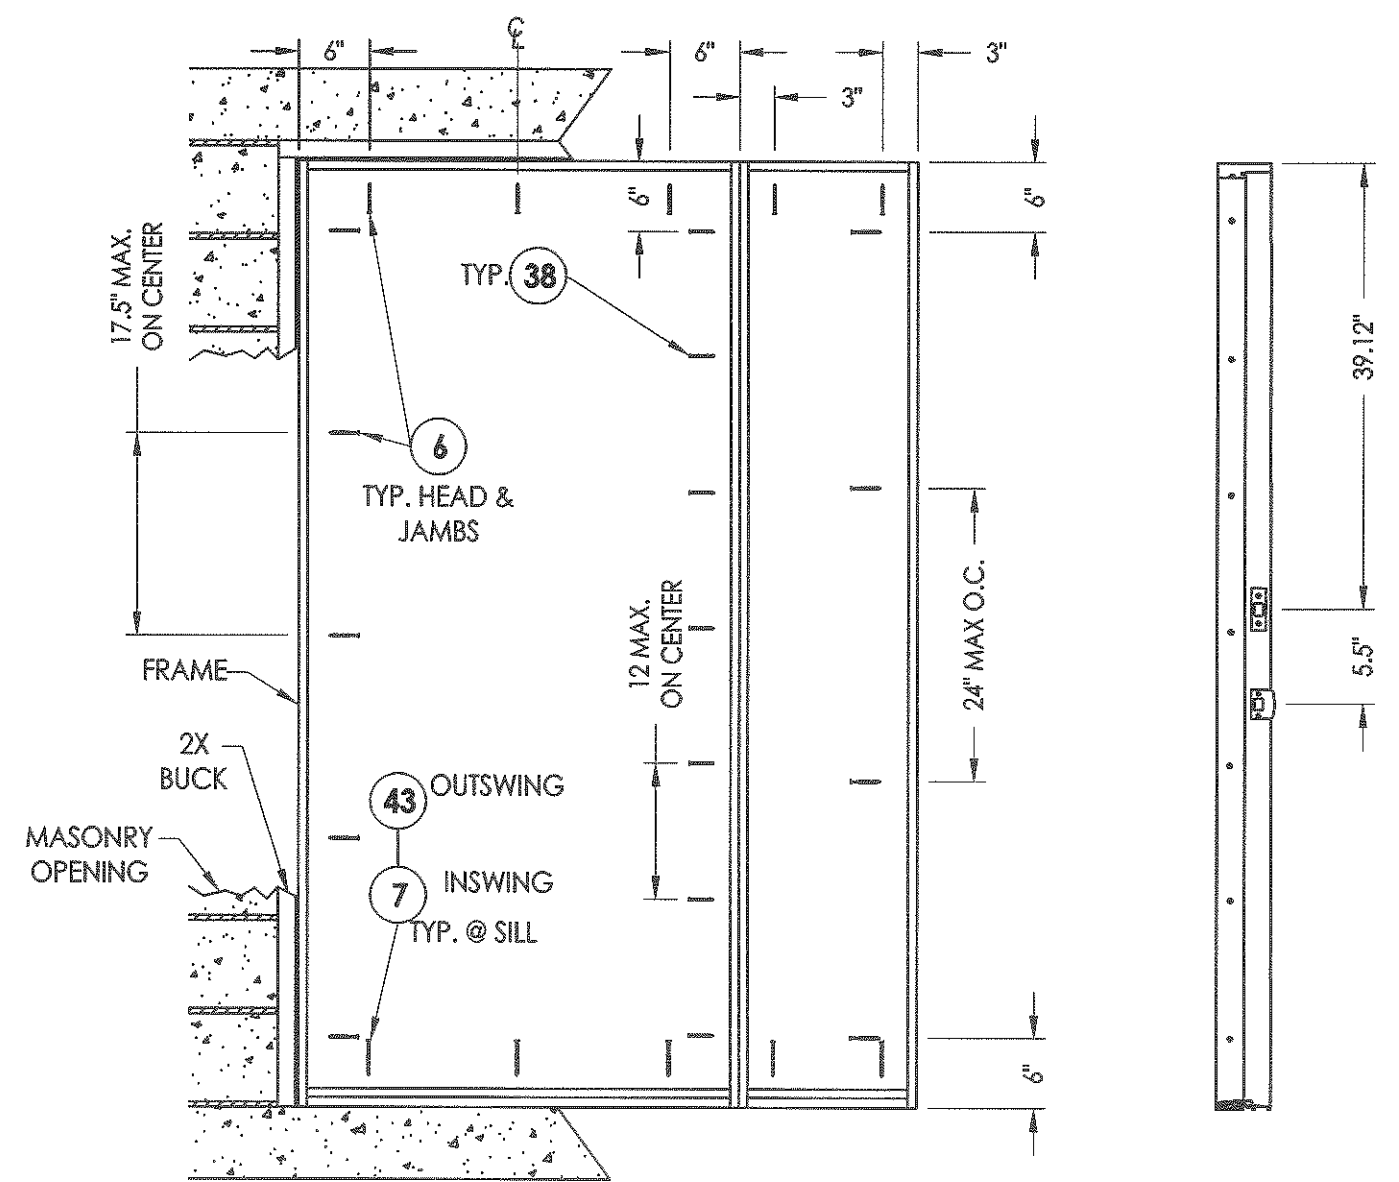 6"
℄
6"
3"
3"
6"
6"
17.5" MAX.
ON CENTER
TYP. 38
39.12"
6
TYP. HEAD &
JAMBS
12 MAX.
ON CENTER
24" MAX O.C.
5.5"
FRAME
2X
BUCK
43 OUTSWING
MASONRY
OPENING
7 INSWING
TYP. @ SILL
6"